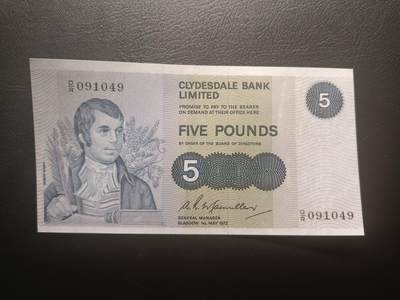 091049
CLYDESDALE BANK
LIMITED
5
PROMISE TO PAY TO THE BEARER
ON DEMAND AT THEIR OFFICE HERE
FIVE POUNDS
BY ORDER OF THE BOARD OF DIRECTORS
5
GENERAL MANAGER
GLASGOW 1st MAY 1972
091049